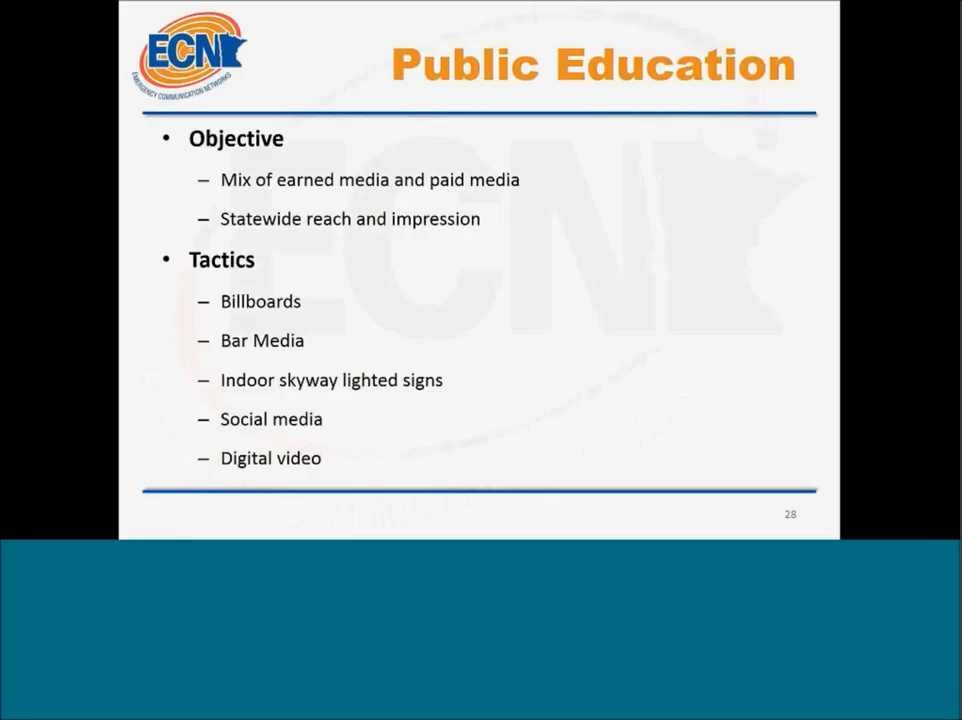 ECN
EMERGENCY COMMUNICATION NETWORKS
Public Education
• Objective
– Mix of earned media and paid media
– Statewide reach and impression
• Tactics
– Billboards
– Bar Media
– Indoor skyway lighted signs
– Social media
– Digital video
28